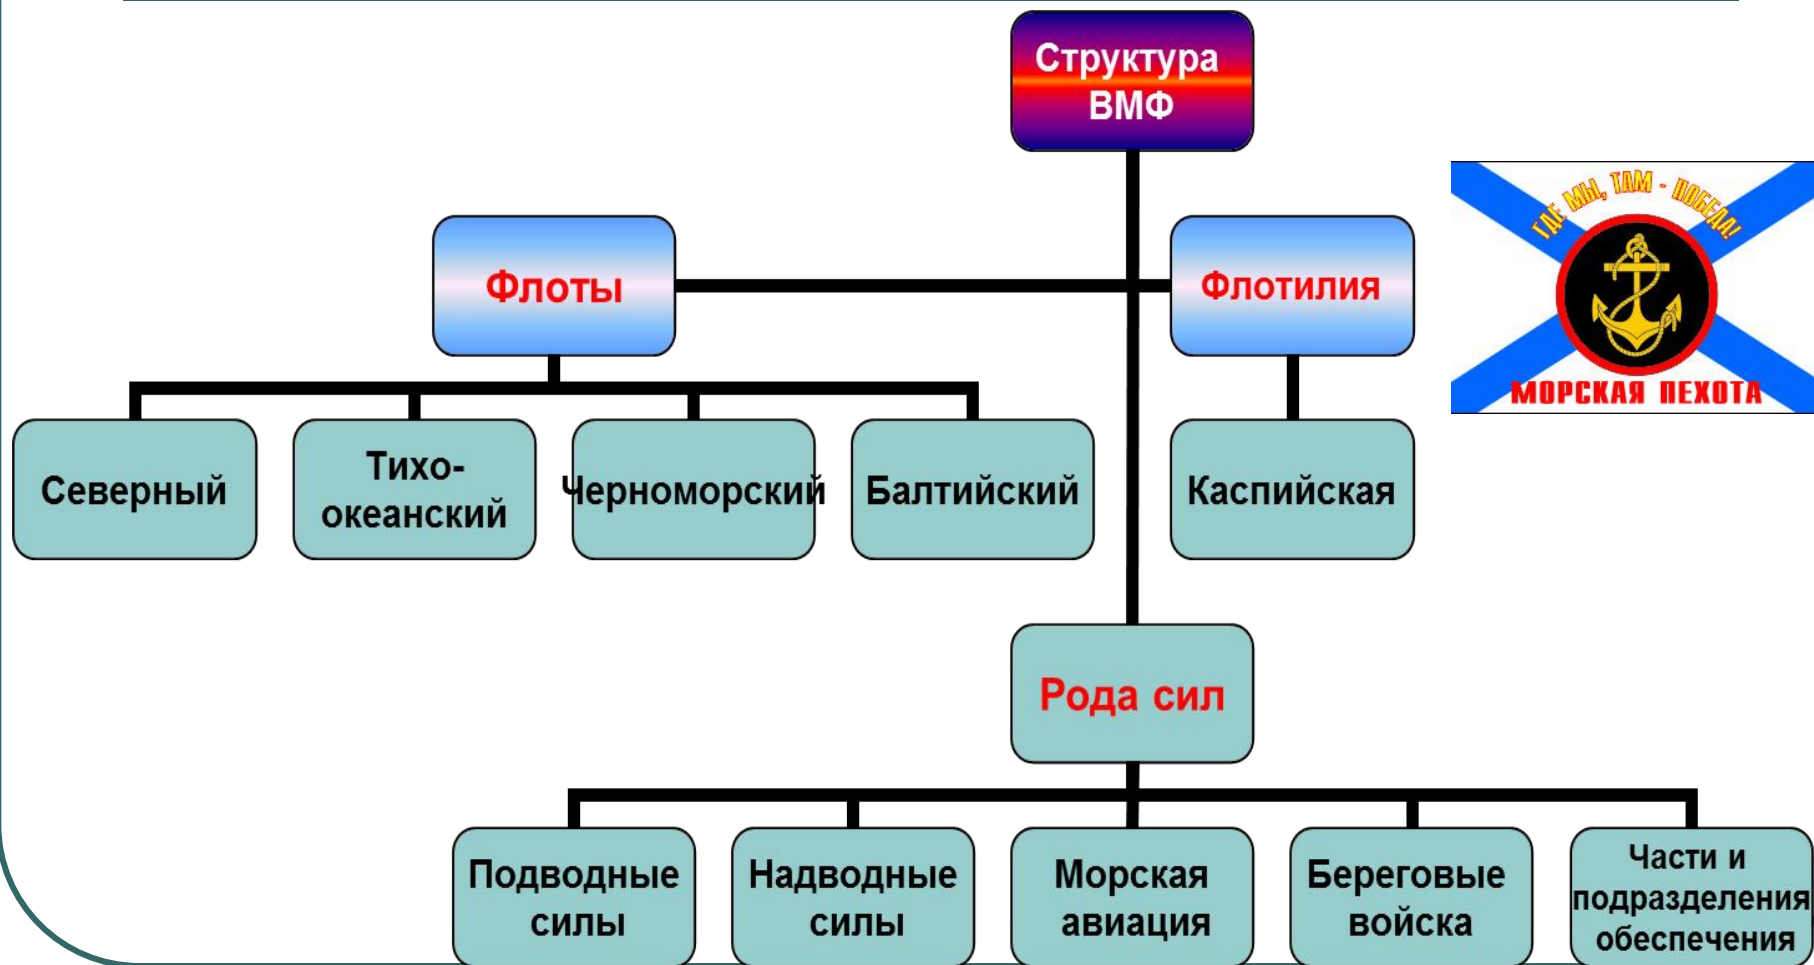 Структура
ВМФ
Флоты
Флотилия
ГДЕ МЫ, ТАМ - ПОБЕДА!
МОРСКАЯ ПЕХОТА
Северный
Тихо-
океанский
Черноморский
Балтийский
Каспийская
Рода сил
Подводные
силы
Надводные
силы
Морская
авиация
Береговые
войска
Части и
подразделения
обеспечения